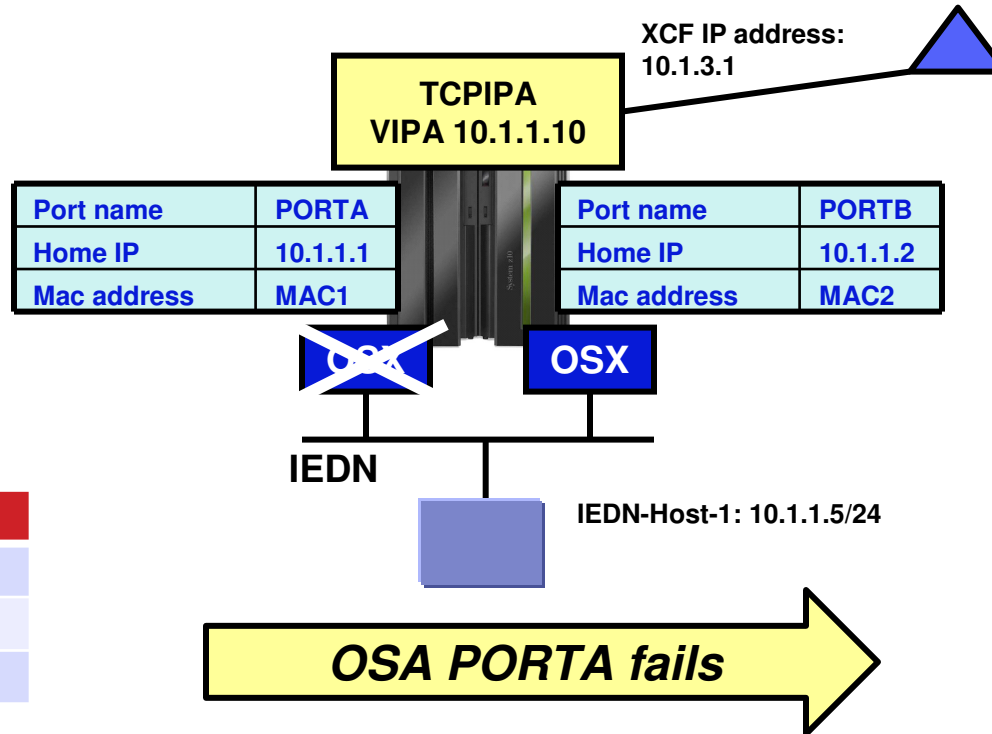 XCF IP address:
10.1.3.1
TCPIPA
VIPA 10.1.1.10
Port name PORTA
Home IP 10.1.1.1
Mac address MAC1
Port name PORTB
Home IP 10.1.1.2
Mac address MAC2
System z10
OSX
OSX
IEDN
IEDN-Host-1: 10.1.1.5/24
OSA PORTA fails